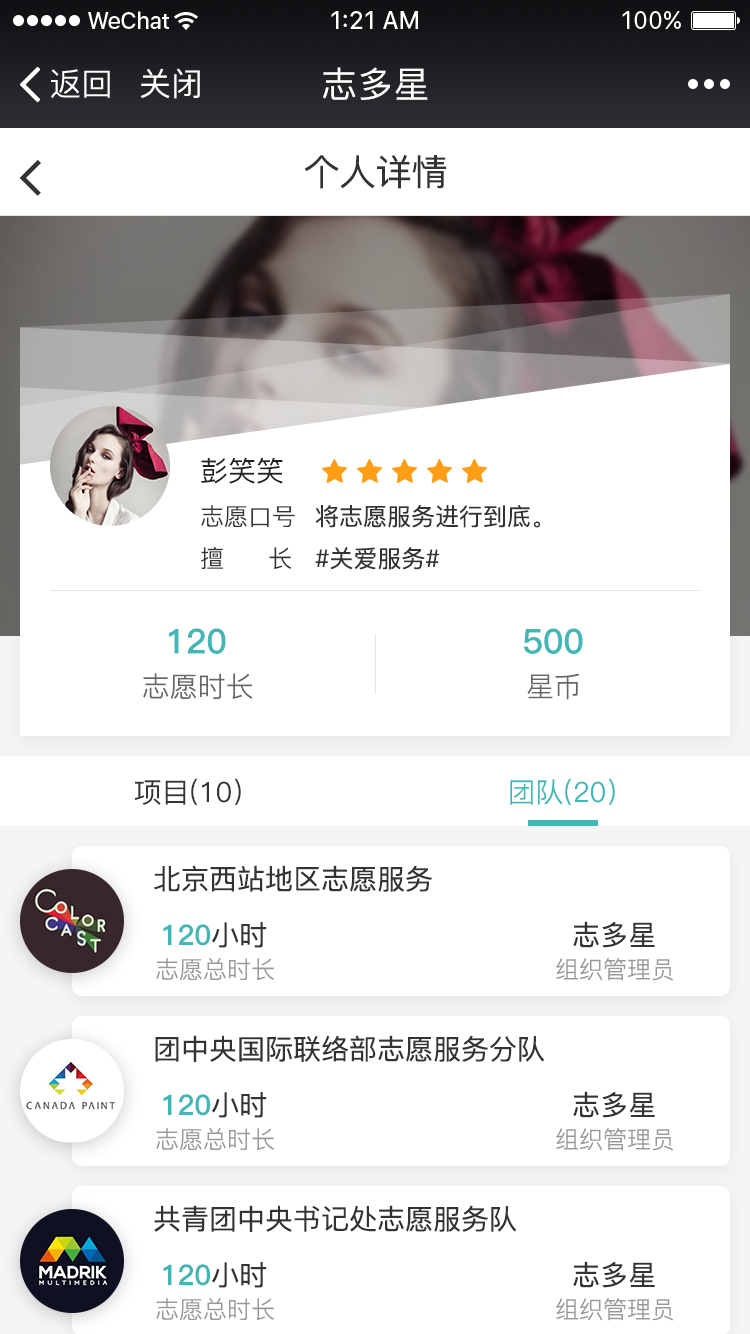 WeChat 1:21 AM 100%
返回 关闭 志多星
个人详情
彭笑笑
志愿口号 将志愿服务进行到底。
擅 长 #关爱服务#
120 500
志愿时长 星币
项目(10) 团队(20)
北京西站地区志愿服务
COLOR
CAST
120小时 志多星
志愿总时长 组织管理员
团中央国际联络部志愿服务分队
CANADA PAINT
120小时 志多星
志愿总时长 组织管理员
共青团中央书记处志愿服务队
MADRIK
MULTIMEDIA
120小时 志多星
志愿总时长 组织管理员